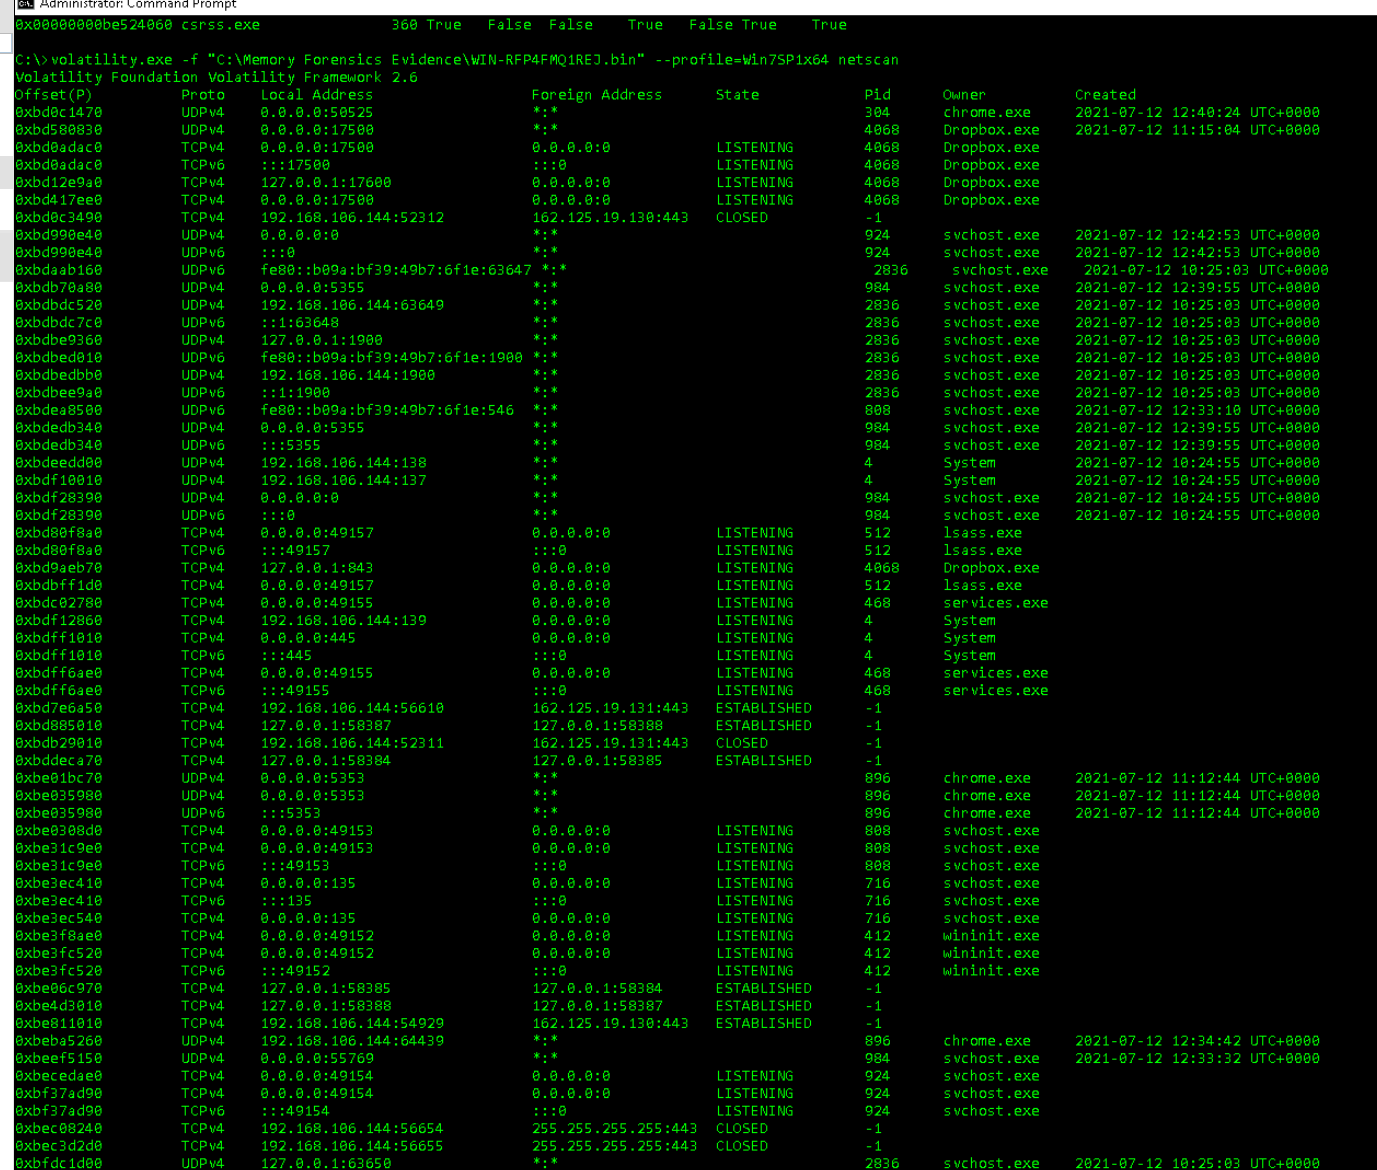 Administrator: Command Prompt
0x00000000be524060 csrss.exe 360 True False False True False True True
C:\>volatility.exe -f "C:\Memory Forensics Evidence\WIN-RFP4FMQ1REJ.bin" --profile=Win7SP1x64 netscan
Volatility Foundation Volatility Framework 2.6
Offset(P) Proto Local Address Foreign Address State Pid Owner Created
0xbd0c1470 UDPv4 0.0.0.0:50525 *:* 304 chrome.exe 2021-07-12 12:40:24 UTC+0000
0xbd580830 UDPv4 0.0.0.0:17500 *:* 4068 Dropbox.exe 2021-07-12 11:15:04 UTC+0000
0xbd0adac0 TCPv4 0.0.0.0:17500 0.0.0.0:0 LISTENING 4068 Dropbox.exe
0xbd0adac0 TCPv6 :::17500 :::0 LISTENING 4068 Dropbox.exe
0xbd12e9a0 TCPv4 127.0.0.1:17600 0.0.0.0:0 LISTENING 4068 Dropbox.exe
0xbd417ee0 TCPv4 0.0.0.0:17500 0.0.0.0:0 LISTENING 4068 Dropbox.exe
0xbd0c3490 TCPv4 192.168.106.144:52312 162.125.19.130:443 CLOSED -1
0xbd990e40 UDPv4 0.0.0.0:0 *:* 924 svchost.exe 2021-07-12 12:42:53 UTC+0000
0xbd990e40 UDPv6 :::0 *:* 924 svchost.exe 2021-07-12 12:42:53 UTC+0000
0xbdaab160 UDPv6 fe80::b09a:bf39:49b7:6f1e:63647 *:* 2836 svchost.exe 2021-07-12 10:25:03 UTC+0000
0xbdb70a80 UDPv4 0.0.0.0:5355 *:* 984 svchost.exe 2021-07-12 12:39:55 UTC+0000
0xbdbdc520 UDPv4 192.168.106.144:63649 *:* 2836 svchost.exe 2021-07-12 10:25:03 UTC+0000
0xbdbdc7c0 UDPv6 ::1:63648 *:* 2836 svchost.exe 2021-07-12 10:25:03 UTC+0000
0xbdbe9360 UDPv4 127.0.0.1:1900 *:* 2836 svchost.exe 2021-07-12 10:25:03 UTC+0000
0xbdbed010 UDPv6 fe80::b09a:bf39:49b7:6f1e:1900 *:* 2836 svchost.exe 2021-07-12 10:25:03 UTC+0000
0xbdbedbb0 UDPv4 192.168.106.144:1900 *:* 2836 svchost.exe 2021-07-12 10:25:03 UTC+0000
0xbdbee9a0 UDPv6 ::1:1900 *:* 2836 svchost.exe 2021-07-12 10:25:03 UTC+0000
0xbdea8500 UDPv6 fe80::b09a:bf39:49b7:6f1e:546 *:* 808 svchost.exe 2021-07-12 12:33:10 UTC+0000
0xbdedb340 UDPv4 0.0.0.0:5355 *:* 984 svchost.exe 2021-07-12 12:39:55 UTC+0000
0xbdedb340 UDPv6 :::5355 *:* 984 svchost.exe 2021-07-12 12:39:55 UTC+0000
0xbdeedd00 UDPv4 192.168.106.144:138 *:* 4 System 2021-07-12 10:24:55 UTC+0000
0xbdf10010 UDPv4 192.168.106.144:137 *:* 4 System 2021-07-12 10:24:55 UTC+0000
0xbdf28390 UDPv4 0.0.0.0:0 *:* 984 svchost.exe 2021-07-12 10:24:55 UTC+0000
0xbdf28390 UDPv6 :::0 *:* 984 svchost.exe 2021-07-12 10:24:55 UTC+0000
0xbd80f8a0 TCPv4 0.0.0.0:49157 0.0.0.0:0 LISTENING 512 lsass.exe
0xbd80f8a0 TCPv6 :::49157 :::0 LISTENING 512 lsass.exe
0xbd9aeb70 TCPv4 127.0.0.1:843 0.0.0.0:0 LISTENING 4068 Dropbox.exe
0xbdbff1d0 TCPv4 0.0.0.0:49157 0.0.0.0:0 LISTENING 512 lsass.exe
0xbdc02780 TCPv4 0.0.0.0:49155 0.0.0.0:0 LISTENING 468 services.exe
0xbdf12860 TCPv4 192.168.106.144:139 0.0.0.0:0 LISTENING 4 System
0xbdff1010 TCPv4 0.0.0.0:445 0.0.0.0:0 LISTENING 4 System
0xbdff1010 TCPv6 :::445 :::0 LISTENING 4 System
0xbdff6ae0 TCPv4 0.0.0.0:49155 0.0.0.0:0 LISTENING 468 services.exe
0xbdff6ae0 TCPv6 :::49155 :::0 LISTENING 468 services.exe
0xbd7e6a50 TCPv4 192.168.106.144:56610 162.125.19.131:443 ESTABLISHED -1
0xbd885010 TCPv4 127.0.0.1:58387 127.0.0.1:58388 ESTABLISHED -1
0xbdb29010 TCPv4 192.168.106.144:52311 162.125.19.131:443 CLOSED -1
0xbddeca70 TCPv4 127.0.0.1:58384 127.0.0.1:58385 ESTABLISHED -1
0xbe01bc70 UDPv4 0.0.0.0:5353 *:* 896 chrome.exe 2021-07-12 11:12:44 UTC+0000
0xbe035980 UDPv4 0.0.0.0:5353 *:* 896 chrome.exe 2021-07-12 11:12:44 UTC+0000
0xbe035980 UDPv6 :::5353 *:* 896 chrome.exe 2021-07-12 11:12:44 UTC+0000
0xbe0308d0 TCPv4 0.0.0.0:49153 0.0.0.0:0 LISTENING 808 svchost.exe
0xbe31c9e0 TCPv4 0.0.0.0:49153 0.0.0.0:0 LISTENING 808 svchost.exe
0xbe31c9e0 TCPv6 :::49153 :::0 LISTENING 808 svchost.exe
0xbe3ec410 TCPv4 0.0.0.0:135 0.0.0.0:0 LISTENING 716 svchost.exe
0xbe3ec410 TCPv6 :::135 :::0 LISTENING 716 svchost.exe
0xbe3ec540 TCPv4 0.0.0.0:135 0.0.0.0:0 LISTENING 716 svchost.exe
0xbe3f8ae0 TCPv4 0.0.0.0:49152 0.0.0.0:0 LISTENING 412 wininit.exe
0xbe3fc520 TCPv4 0.0.0.0:49152 0.0.0.0:0 LISTENING 412 wininit.exe
0xbe3fc520 TCPv6 :::49152 :::0 LISTENING 412 wininit.exe
0xbe06c970 TCPv4 127.0.0.1:58385 127.0.0.1:58384 ESTABLISHED -1
0xbe4d3010 TCPv4 127.0.0.1:58388 127.0.0.1:58387 ESTABLISHED -1
0xbe811010 TCPv4 192.168.106.144:54929 162.125.19.130:443 ESTABLISHED -1
0xbeba5260 UDPv4 192.168.106.144:64439 *:* 896 chrome.exe 2021-07-12 12:34:42 UTC+0000
0xbeef5150 UDPv4 0.0.0.0:55769 *:* 984 svchost.exe 2021-07-12 12:33:32 UTC+0000
0xbecedae0 TCPv4 0.0.0.0:49154 0.0.0.0:0 LISTENING 924 svchost.exe
0xbf37ad90 TCPv4 0.0.0.0:49154 0.0.0.0:0 LISTENING 924 svchost.exe
0xbf37ad90 TCPv6 :::49154 :::0 LISTENING 924 svchost.exe
0xbec08240 TCPv4 192.168.106.144:56654 255.255.255.255:443 CLOSED -1
0xbec3d2d0 TCPv4 192.168.106.144:56655 255.255.255.255:443 CLOSED -1
0xbfdc1d00 UDPv4 127.0.0.1:63650 *:* 2836 svchost.exe 2021-07-12 10:25:03 UTC+0000